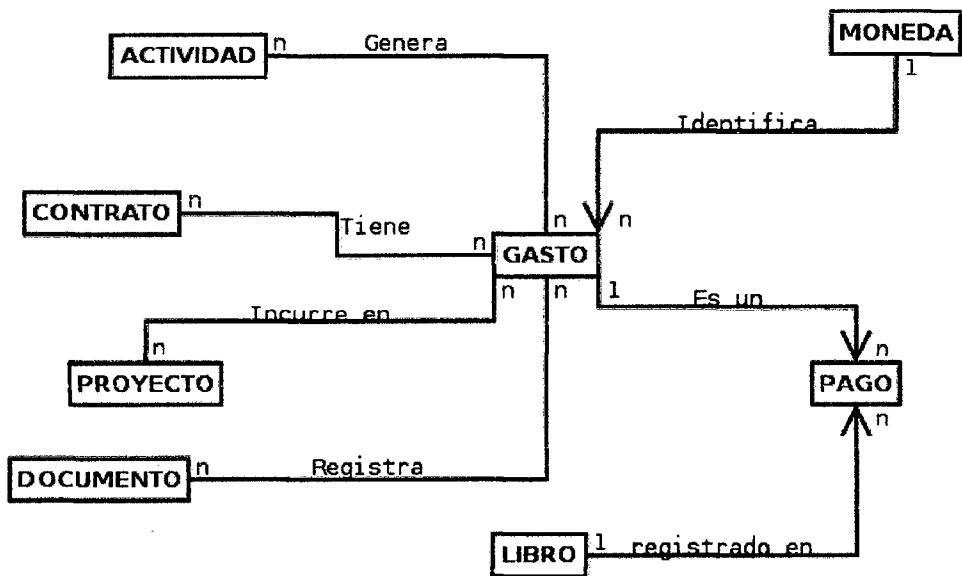 MONEDA
ACTIVIDAD n Genera
1
Identifica
CONTRATO n
Tiene
n n n
GASTO
n n 1 Es un
Incurre en
n n
PROYECTO
PAGO
n
DOCUMENTO n Registra
LIBRO 1 registrado en